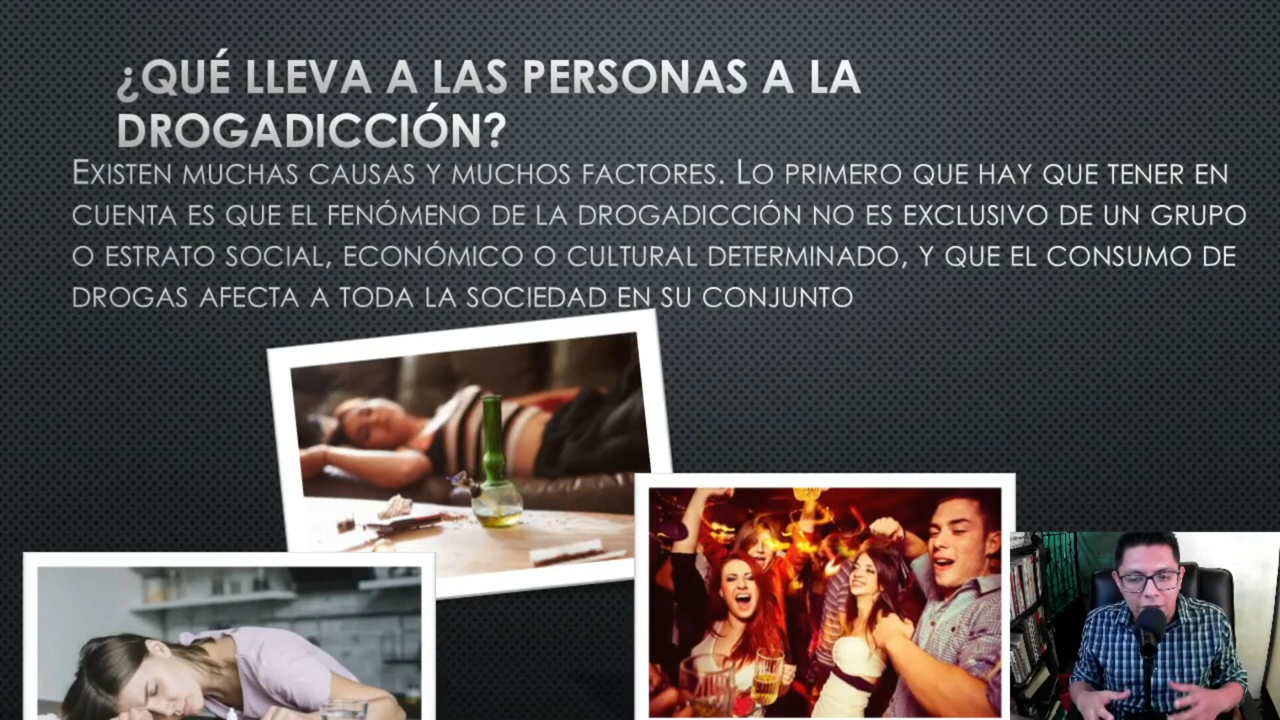 ¿QUÉ LLEVA A LAS PERSONAS A LA
DROGADICCIÓN?
EXISTEN MUCHAS CAUSAS Y MUCHOS FACTORES. LO PRIMERO QUE HAY QUE TENER EN
CUENTA ES QUE EL FENÓMENO DE LA DROGADICCIÓN NO ES EXCLUSIVO DE UN GRUPO
O ESTRATO SOCIAL, ECONÓMICO O CULTURAL DETERMINADO, Y QUE EL CONSUMO DE
DROGAS AFECTA A TODA LA SOCIEDAD EN SU CONJUNTO